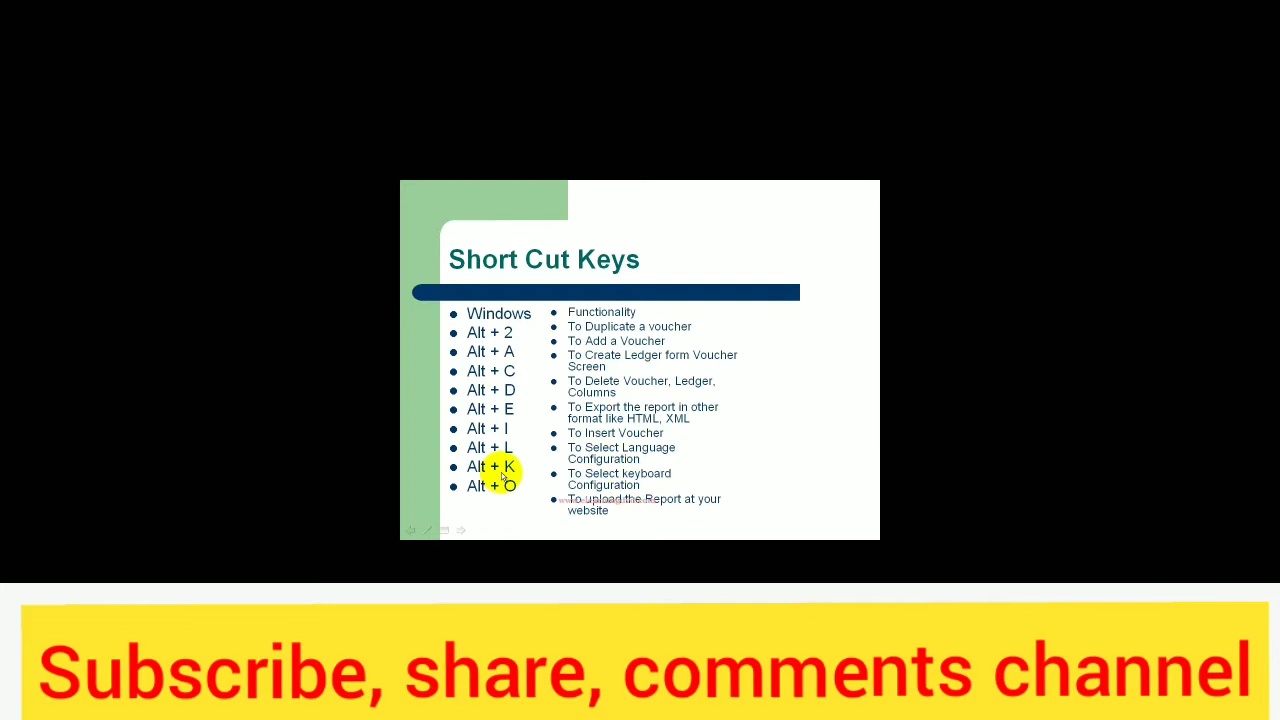 Short Cut Keys
Windows
Alt + 2
Alt + A
Alt + C
Alt + D
Alt + E
Alt + I
Alt + L
Alt + K
Alt + O
Functionality
To Duplicate a voucher
To Add a Voucher
To Create Ledger form Voucher
Screen
To Delete Voucher, Ledger,
Columns
To Export the report in other
format like HTML, XML
To Insert Voucher
To Select Language
Configuration
To Select keyboard
Configuration
To Upload the Report at your
website
Subscribe, share, comments channel